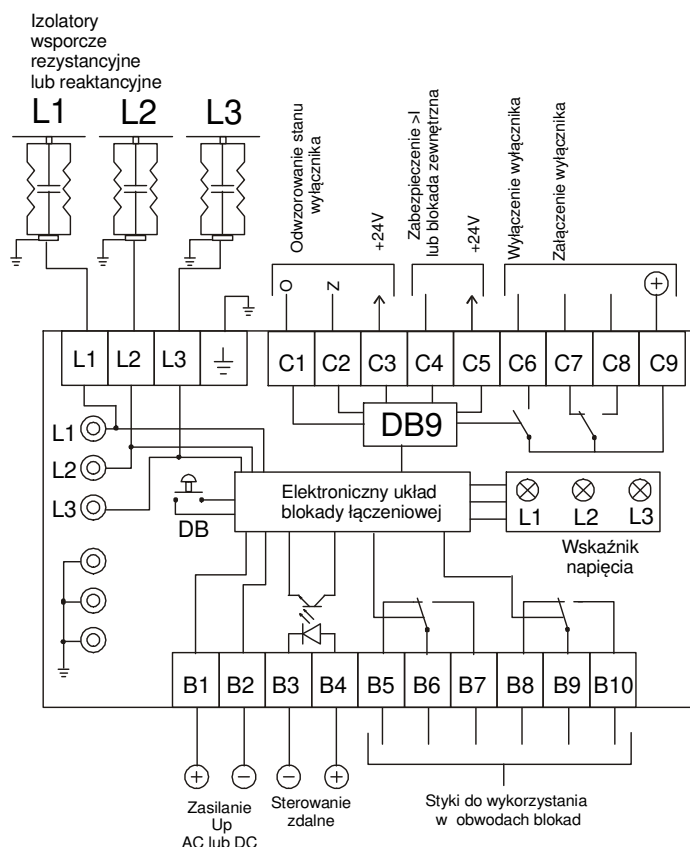 Izolatory
wsporcze
rezystancyjne
lub reaktancyjne
L1 L2 L3
Odwzorowanie stanu
wyłącznika
+24V
Zabezpieczenie >I
lub blokada zewnętrzna
+24V
Wyłączenie wyłącznika
Załączenie wyłącznika
O
Z
+
L1 L2 L3
C1 C2 C3 C4 C5 C6 C7 C8 C9
DB9
L1
L2
L3
DB
Elektroniczny układ
blokady łączeniowej
L1 L2 L3
Wskaźnik
napięcia
B1 B2 B3 B4 B5 B6 B7 B8 B9 B10
+ − − +
Zasilanie
Up
AC lub DC
Sterowanie
zdalne
Styki do wykorzystania
w obwodach blokad